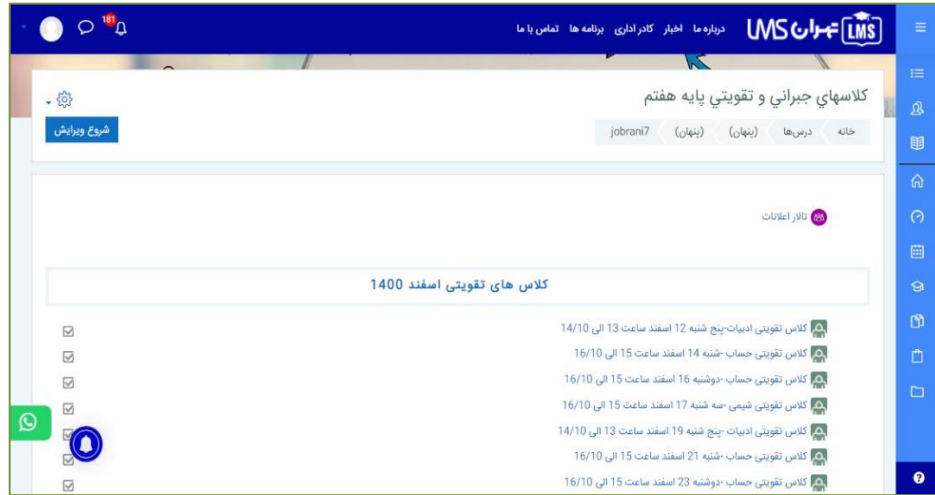 LMS تهران LMS
درباره ما اخبار کادر اداری برنامه ها تماس با ما
181
کلاسهاي جبراني و تقويتي پايه هفتم
شروع ویرایش
خانه درس‌ها (پنهان) (پنهان) jobrani7
تالار اعلانات
کلاس های تقویتی اسفند 1400
کلاس تقویتی ادبیات-پنج شنبه 12 اسفند ساعت 13 الی 14/10
کلاس تقویتی حساب -شنبه 14 اسفند ساعت 15 الی 16/10
کلاس تقویتی حساب -دوشنبه 16 اسفند ساعت 15 الی 16/10
کلاس تقویتی شیمی -سه شنبه 17 اسفند ساعت 15 الی 16/10
کلاس تقویتی ادبیات -پنج شنبه 19 اسفند ساعت 13 الی 14/10
کلاس تقویتی حساب -شنبه 21 اسفند ساعت 15 الی 16/10
کلاس تقویتی حساب -دوشنبه 23 اسفند ساعت 15 الی 16/10